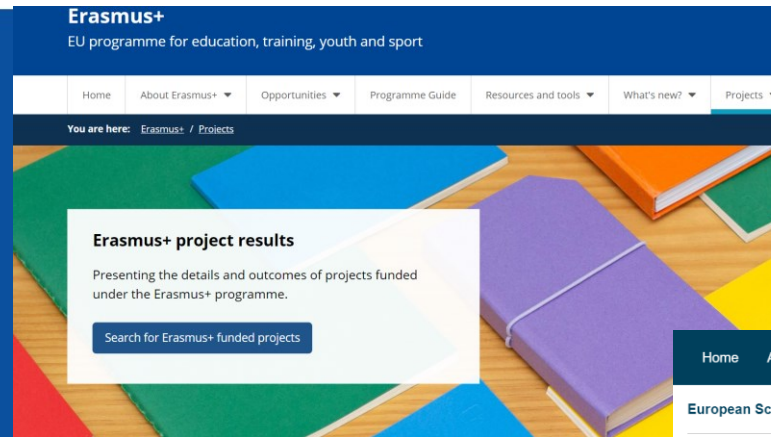 Erasmus+
EU programme for education, training, youth and sport
Home About Erasmus+ Opportunities Programme Guide Resources and tools What's new? Projects
You are here: Erasmus+ / Projects
Erasmus+ project results
Presenting the details and outcomes of projects funded
under the Erasmus+ programme.
Search for Erasmus+ funded projects
Home A
European Sc